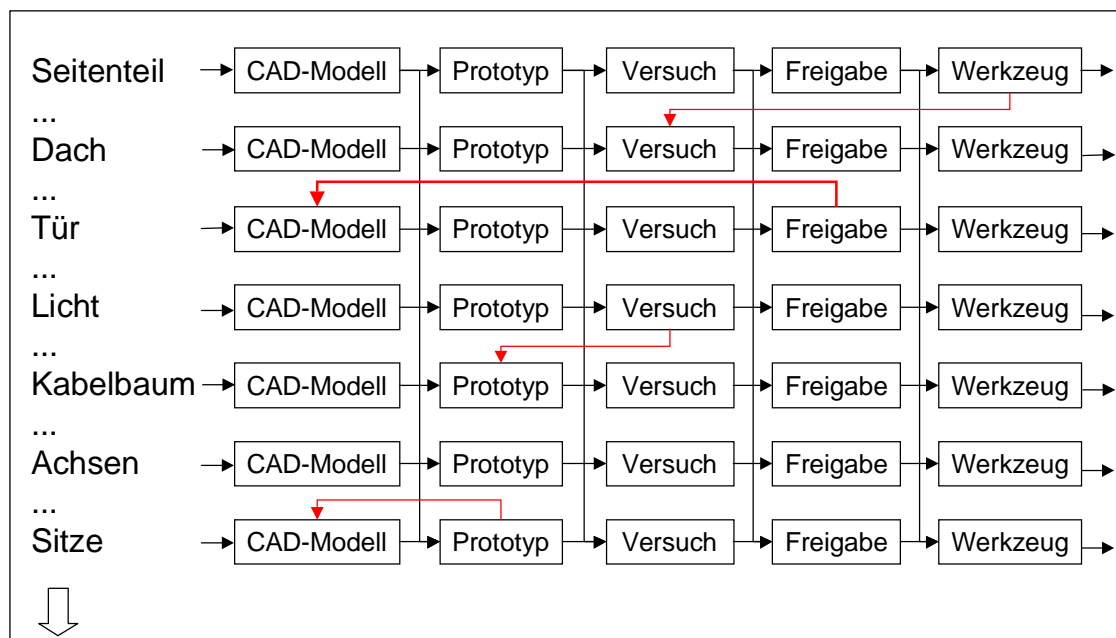 Seitenteil CAD-Modell Prototyp Versuch Freigabe Werkzeug
...
Dach CAD-Modell Prototyp Versuch Freigabe Werkzeug
...
Tür CAD-Modell Prototyp Versuch Freigabe Werkzeug
...
Licht CAD-Modell Prototyp Versuch Freigabe Werkzeug
...
Kabelbaum CAD-Modell Prototyp Versuch Freigabe Werkzeug
...
Achsen CAD-Modell Prototyp Versuch Freigabe Werkzeug
...
Sitze CAD-Modell Prototyp Versuch Freigabe Werkzeug